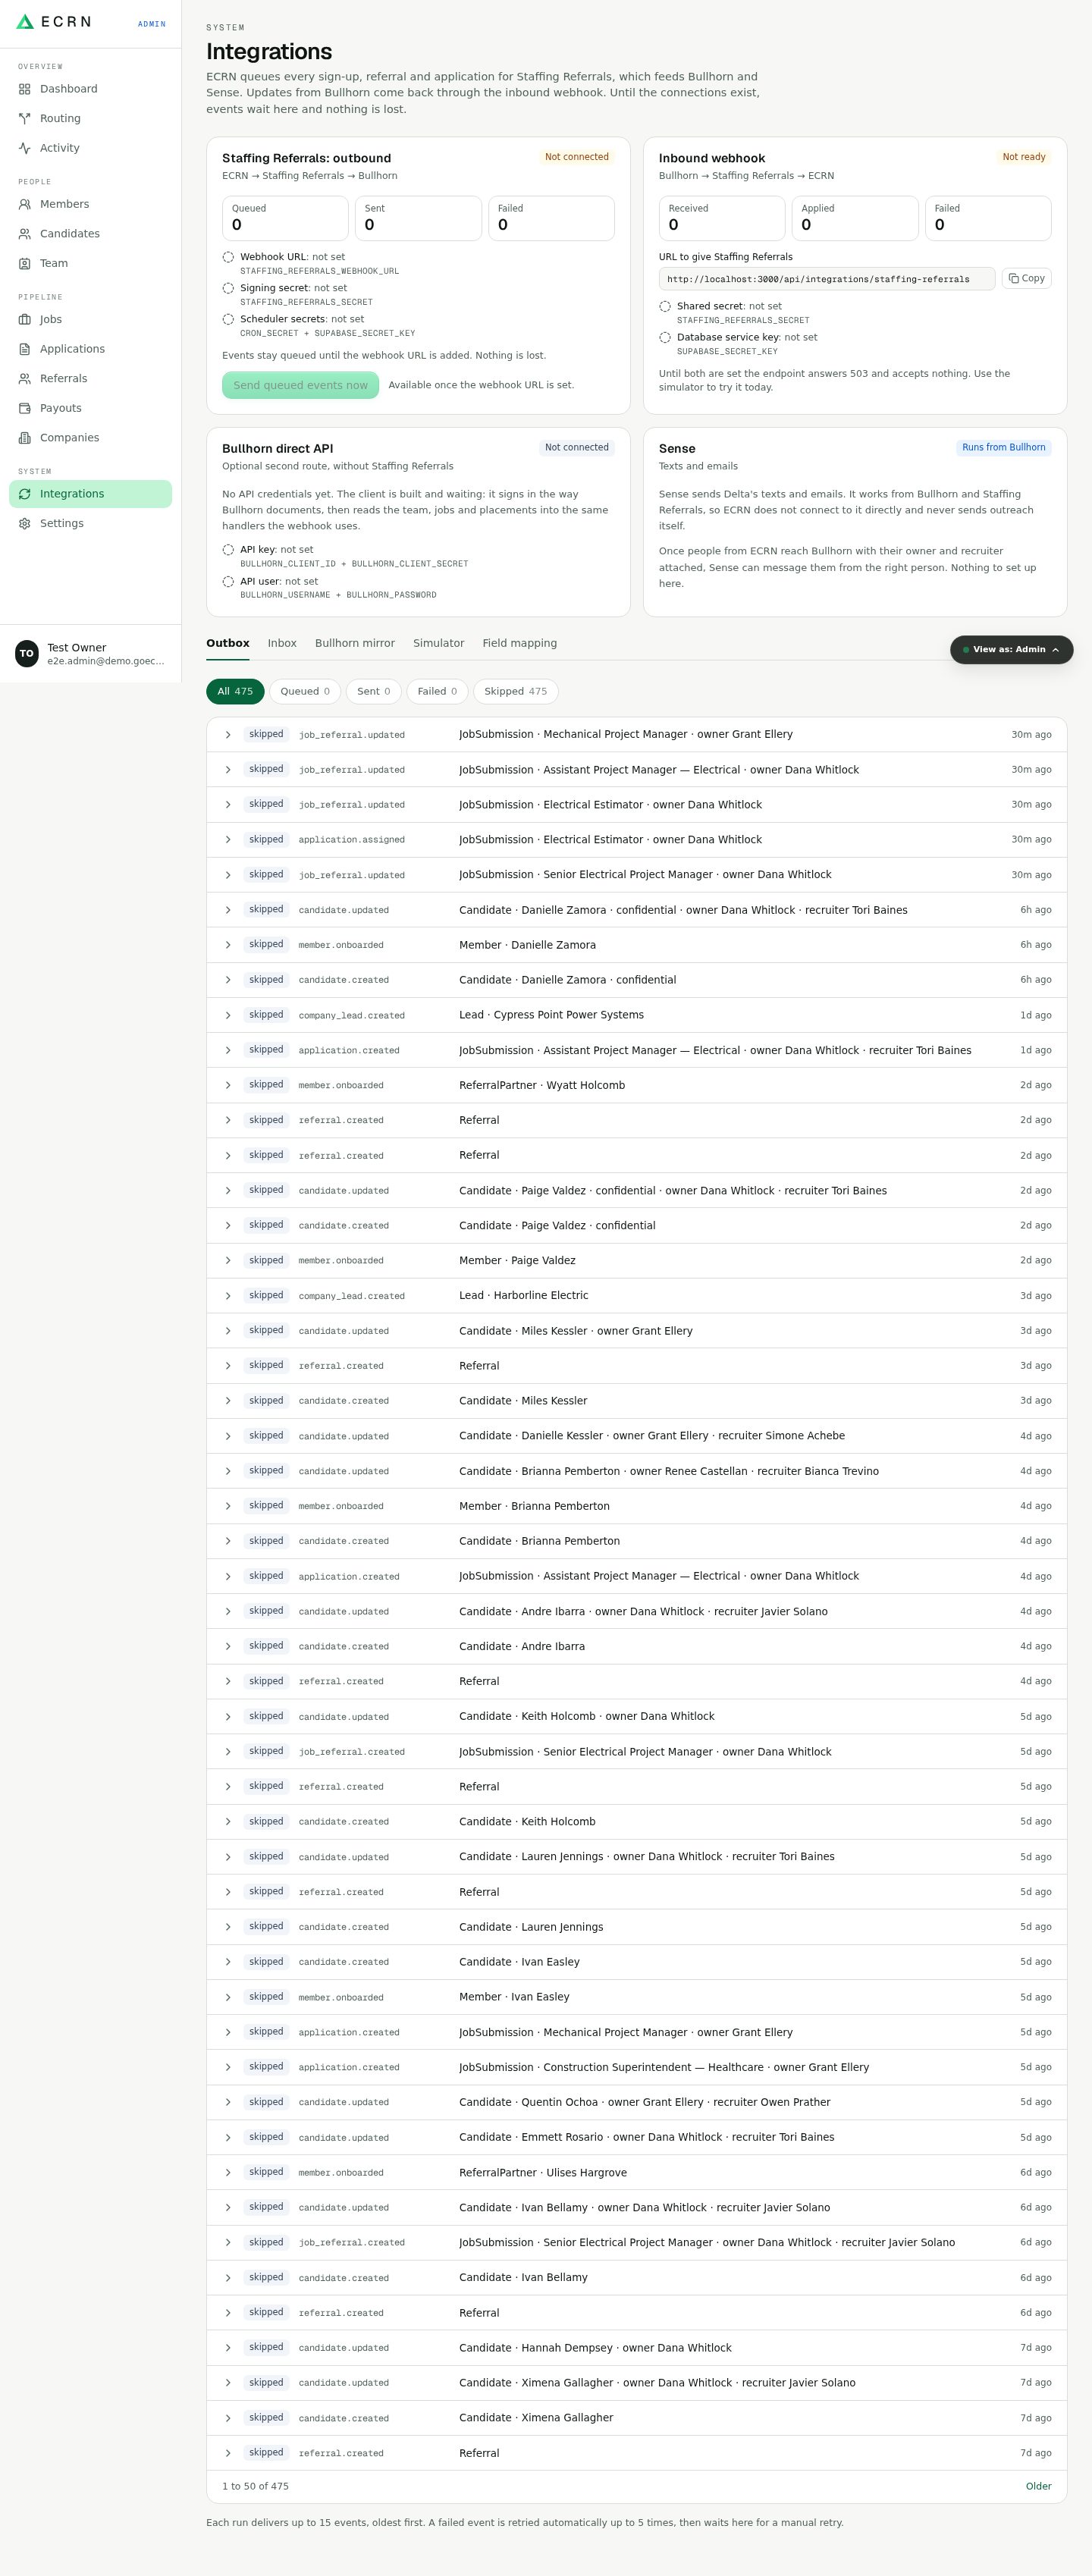 ECRN
ADMIN
OVERVIEW
Dashboard
Routing
Activity
PEOPLE
Members
Candidates
Team
PIPELINE
Jobs
Applications
Referrals
Payouts
Companies
SYSTEM
Integrations
Settings
TO
Test Owner
e2e.admin@demo.goec...
SYSTEM
Integrations
ECRN queues every sign-up, referral and application for Staffing Referrals, which feeds Bullhorn and
Sense. Updates from Bullhorn come back through the inbound webhook. Until the connections exist,
events wait here and nothing is lost.
Staffing Referrals: outbound
Not connected
ECRN → Staffing Referrals → Bullhorn
Queued
0
Sent
0
Failed
0
Webhook URL: not set
STAFFING_REFERRALS_WEBHOOK_URL
Signing secret: not set
STAFFING_REFERRALS_SECRET
Scheduler secrets: not set
CRON_SECRET + SUPABASE_SECRET_KEY
Events stay queued until the webhook URL is added. Nothing is lost.
Send queued events now
Available once the webhook URL is set.
Inbound webhook
Not ready
Bullhorn → Staffing Referrals → ECRN
Received
0
Applied
0
Failed
0
URL to give Staffing Referrals
http://localhost:3000/api/integrations/staffing-referrals
Copy
Shared secret: not set
STAFFING_REFERRALS_SECRET
Database service key: not set
SUPABASE_SECRET_KEY
Until both are set the endpoint answers 503 and accepts nothing. Use the
simulator to try it today.
Bullhorn direct API
Not connected
Optional second route, without Staffing Referrals
No API credentials yet. The client is built and waiting: it signs in the way
Bullhorn documents, then reads the team, jobs and placements into the same
handlers the webhook uses.
API key: not set
BULLHORN_CLIENT_ID + BULLHORN_CLIENT_SECRET
API user: not set
BULLHORN_USERNAME + BULLHORN_PASSWORD
Sense
Runs from Bullhorn
Texts and emails
Sense sends Delta's texts and emails. It works from Bullhorn and Staffing
Referrals, so ECRN does not connect to it directly and never sends outreach
itself.
Once people from ECRN reach Bullhorn with their owner and recruiter
attached, Sense can message them from the right person. Nothing to set up
here.
Outbox Inbox Bullhorn mirror Simulator Field mapping
View as: Admin
All 475 Queued 0 Sent 0 Failed 0 Skipped 475
skipped job_referral.updated JobSubmission · Mechanical Project Manager · owner Grant Ellery 30m ago
skipped job_referral.updated JobSubmission · Assistant Project Manager — Electrical · owner Dana Whitlock 30m ago
skipped job_referral.updated JobSubmission · Electrical Estimator · owner Dana Whitlock 30m ago
skipped application.assigned JobSubmission · Electrical Estimator · owner Dana Whitlock 30m ago
skipped job_referral.updated JobSubmission · Senior Electrical Project Manager · owner Dana Whitlock 30m ago
skipped candidate.updated Candidate · Danielle Zamora · confidential · owner Dana Whitlock · recruiter Tori Baines 6h ago
skipped member.onboarded Member · Danielle Zamora 6h ago
skipped candidate.created Candidate · Danielle Zamora · confidential 6h ago
skipped company_lead.created Lead · Cypress Point Power Systems 1d ago
skipped application.created JobSubmission · Assistant Project Manager — Electrical · owner Dana Whitlock · recruiter Tori Baines 1d ago
skipped member.onboarded ReferralPartner · Wyatt Holcomb 2d ago
skipped referral.created Referral 2d ago
skipped referral.created Referral 2d ago
skipped candidate.updated Candidate · Paige Valdez · confidential · owner Dana Whitlock · recruiter Tori Baines 2d ago
skipped candidate.created Candidate · Paige Valdez · confidential 2d ago
skipped member.onboarded Member · Paige Valdez 2d ago
skipped company_lead.created Lead · Harborline Electric 3d ago
skipped candidate.updated Candidate · Miles Kessler · owner Grant Ellery 3d ago
skipped referral.created Referral 3d ago
skipped candidate.created Candidate · Miles Kessler 3d ago
skipped candidate.updated Candidate · Danielle Kessler · owner Grant Ellery · recruiter Simone Achebe 4d ago
skipped candidate.updated Candidate · Brianna Pemberton · owner Renee Castellan · recruiter Bianca Trevino 4d ago
skipped member.onboarded Member · Brianna Pemberton 4d ago
skipped candidate.created Candidate · Brianna Pemberton 4d ago
skipped application.created JobSubmission · Assistant Project Manager — Electrical · owner Dana Whitlock 4d ago
skipped candidate.updated Candidate · Andre Ibarra · owner Dana Whitlock · recruiter Javier Solano 4d ago
skipped candidate.created Candidate · Andre Ibarra 4d ago
skipped referral.created Referral 4d ago
skipped candidate.updated Candidate · Keith Holcomb · owner Dana Whitlock 5d ago
skipped job_referral.created JobSubmission · Senior Electrical Project Manager · owner Dana Whitlock 5d ago
skipped referral.created Referral 5d ago
skipped candidate.created Candidate · Keith Holcomb 5d ago
skipped candidate.updated Candidate · Lauren Jennings · owner Dana Whitlock · recruiter Tori Baines 5d ago
skipped referral.created Referral 5d ago
skipped candidate.created Candidate · Lauren Jennings 5d ago
skipped candidate.created Candidate · Ivan Easley 5d ago
skipped member.onboarded Member · Ivan Easley 5d ago
skipped application.created JobSubmission · Mechanical Project Manager · owner Grant Ellery 5d ago
skipped application.created JobSubmission · Construction Superintendent — Healthcare · owner Grant Ellery 5d ago
skipped candidate.updated Candidate · Quentin Ochoa · owner Grant Ellery · recruiter Owen Prather 5d ago
skipped candidate.updated Candidate · Emmett Rosario · owner Dana Whitlock · recruiter Tori Baines 5d ago
skipped member.onboarded ReferralPartner · Ulises Hargrove 6d ago
skipped candidate.updated Candidate · Ivan Bellamy · owner Dana Whitlock · recruiter Javier Solano 6d ago
skipped job_referral.created JobSubmission · Senior Electrical Project Manager · owner Dana Whitlock · recruiter Javier Solano 6d ago
skipped candidate.created Candidate · Ivan Bellamy 6d ago
skipped referral.created Referral 6d ago
skipped candidate.updated Candidate · Hannah Dempsey · owner Dana Whitlock 7d ago
skipped candidate.updated Candidate · Ximena Gallagher · owner Dana Whitlock · recruiter Javier Solano 7d ago
skipped candidate.created Candidate · Ximena Gallagher 7d ago
skipped referral.created Referral 7d ago
1 to 50 of 475
Older
Each run delivers up to 15 events, oldest first. A failed event is retried automatically up to 5 times, then waits here for a manual retry.